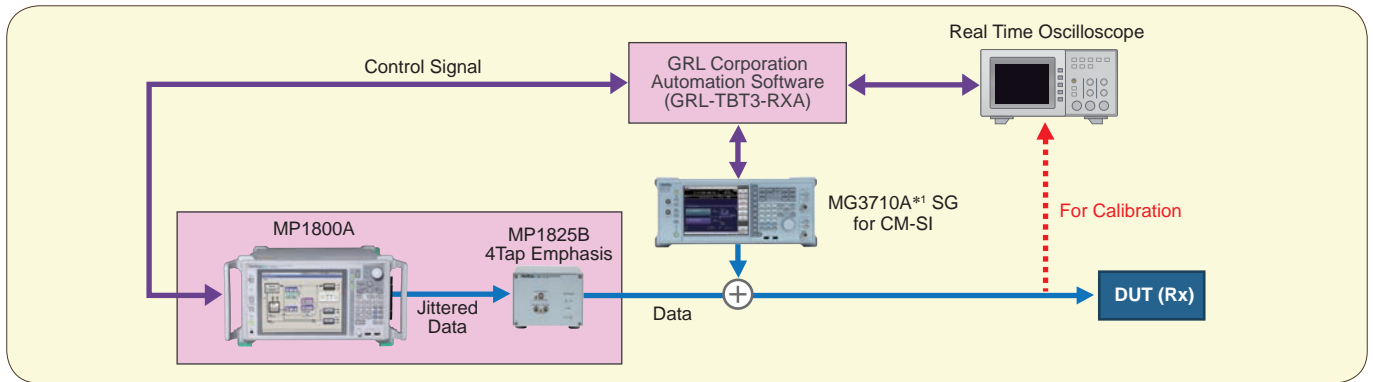 Real Time Oscilloscope
Control Signal
GRL Corporation
Automation Software
(GRL-TBT3-RXA)
MG3710A*1 SG
for CM-SI
For Calibration
MP1800A
MP1825B
4Tap Emphasis
Jittered
Data
Data
DUT (Rx)